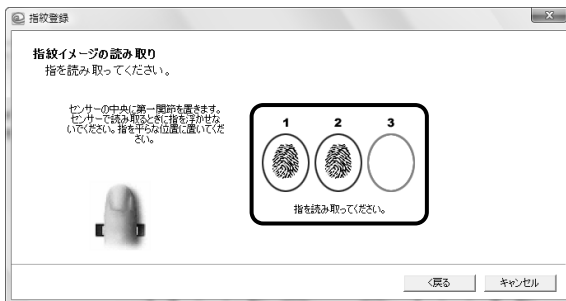 指紋登録
指紋イメージの読み取り
指を読み取ってください。
センサーの中央に第一関節を置きます。
センサーで読み取るときに指を浮かせな
いでください。指を平らな位置に置いてくだ
さい。
1 2 3
指を読み取ってください。
<戻る キャンセル